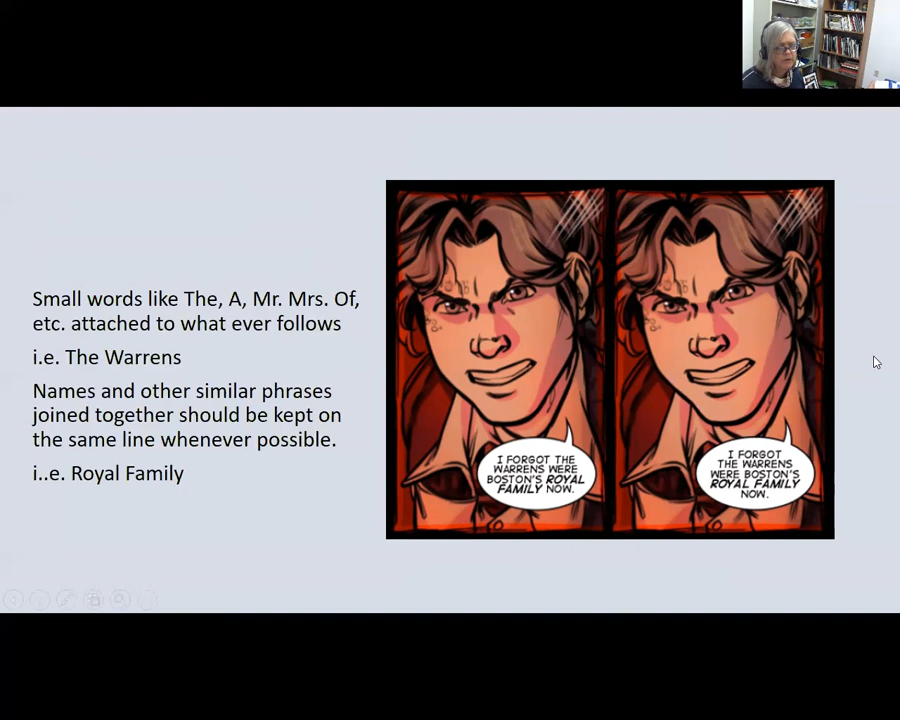 Small words like The, A, Mr. Mrs. Of,
etc. attached to what ever follows
i.e. The Warrens
Names and other similar phrases
joined together should be kept on
the same line whenever possible.
i..e. Royal Family
I FORGOT THE
WARRENS WERE
BOSTON'S ROYAL
FAMILY NOW.
I FORGOT
THE WARRENS
WERE BOSTON'S
ROYAL FAMILY
NOW.